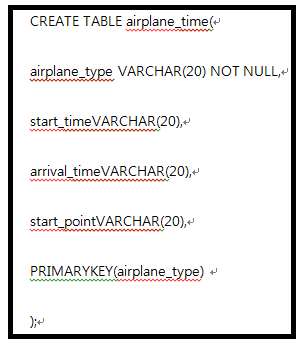 CREATE TABLE airplane_time(
airplane_type VARCHAR(20) NOT NULL,
start_timeVARCHAR(20),
arrival_timeVARCHAR(20),
start_pointVARCHAR(20),
PRIMARYKEY(airplane_type)
);